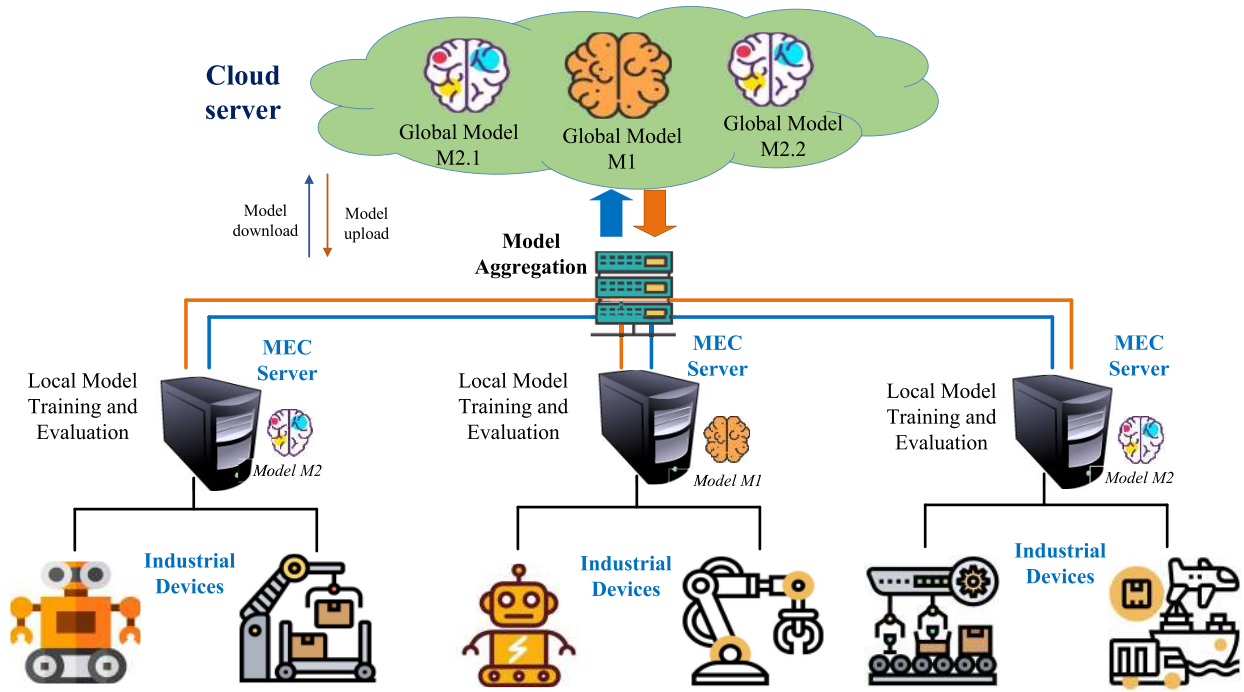 Cloud
server
Global Model
M2.1
Global Model
M1
Global Model
M2.2
Model
download
Model
upload
Model
Aggregation
MEC
Server
Local Model
Training and
Evaluation
Model M2
MEC
Server
Local Model
Training and
Evaluation
Model M1
MEC
Server
Local Model
Training and
Evaluation
Model M2
Industrial
Devices
Industrial
Devices
Industrial
Devices